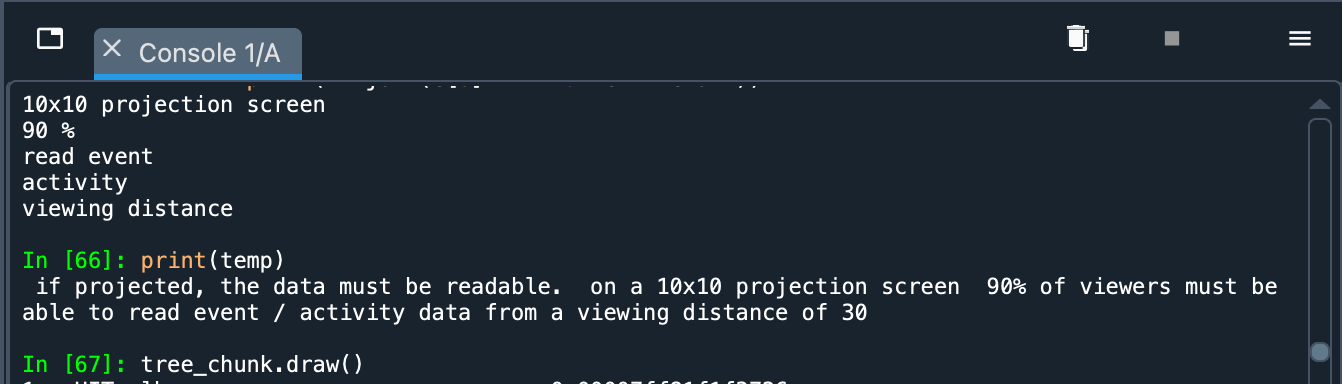 Console 1/A
10x10 projection screen
90 %
read event
activity
viewing distance
In [66]: print(temp)
 if projected, the data must be readable.  on a 10x10 projection screen  90% of viewers must be
able to read event / activity data from a viewing distance of 30
In [67]: tree_chunk.draw()